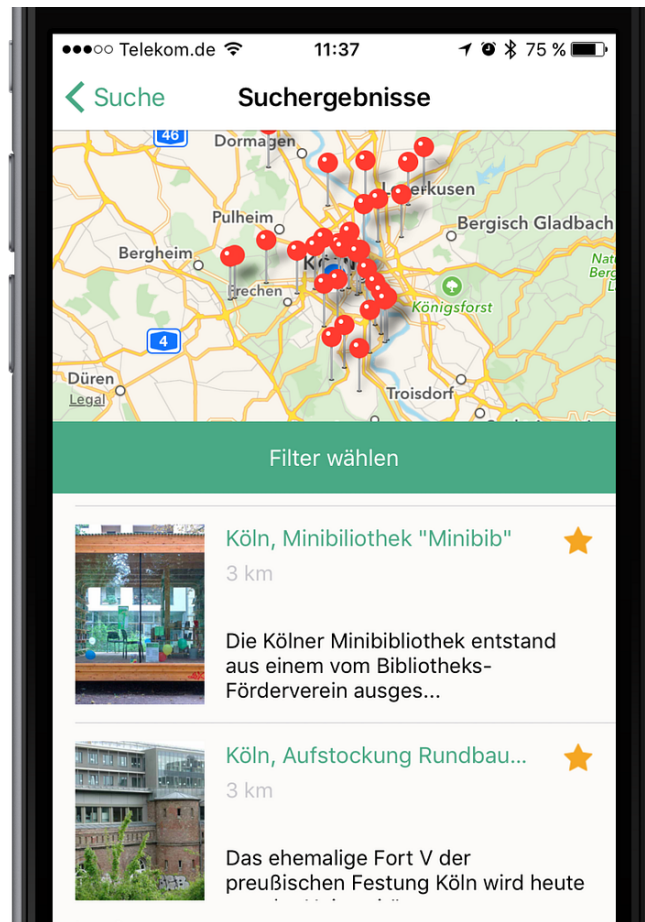 Telekom.de 11:37 75 %
Suche Suchergebnisse
46
Dormagen
Leverkusen
Pulheim
Bergisch Gladbach
Bergheim
Köln
Frechen
Königsforst
4
Düren
Legal
Troisdorf
Filter wählen
Köln, Minibiliothek "Minibib"
3 km
Die Kölner Minibibliothek entstand
aus einem vom Bibliotheks-
Förderverein ausges...
Köln, Aufstockung Rundbau...
3 km
Das ehemalige Fort V der
preußischen Festung Köln wird heute